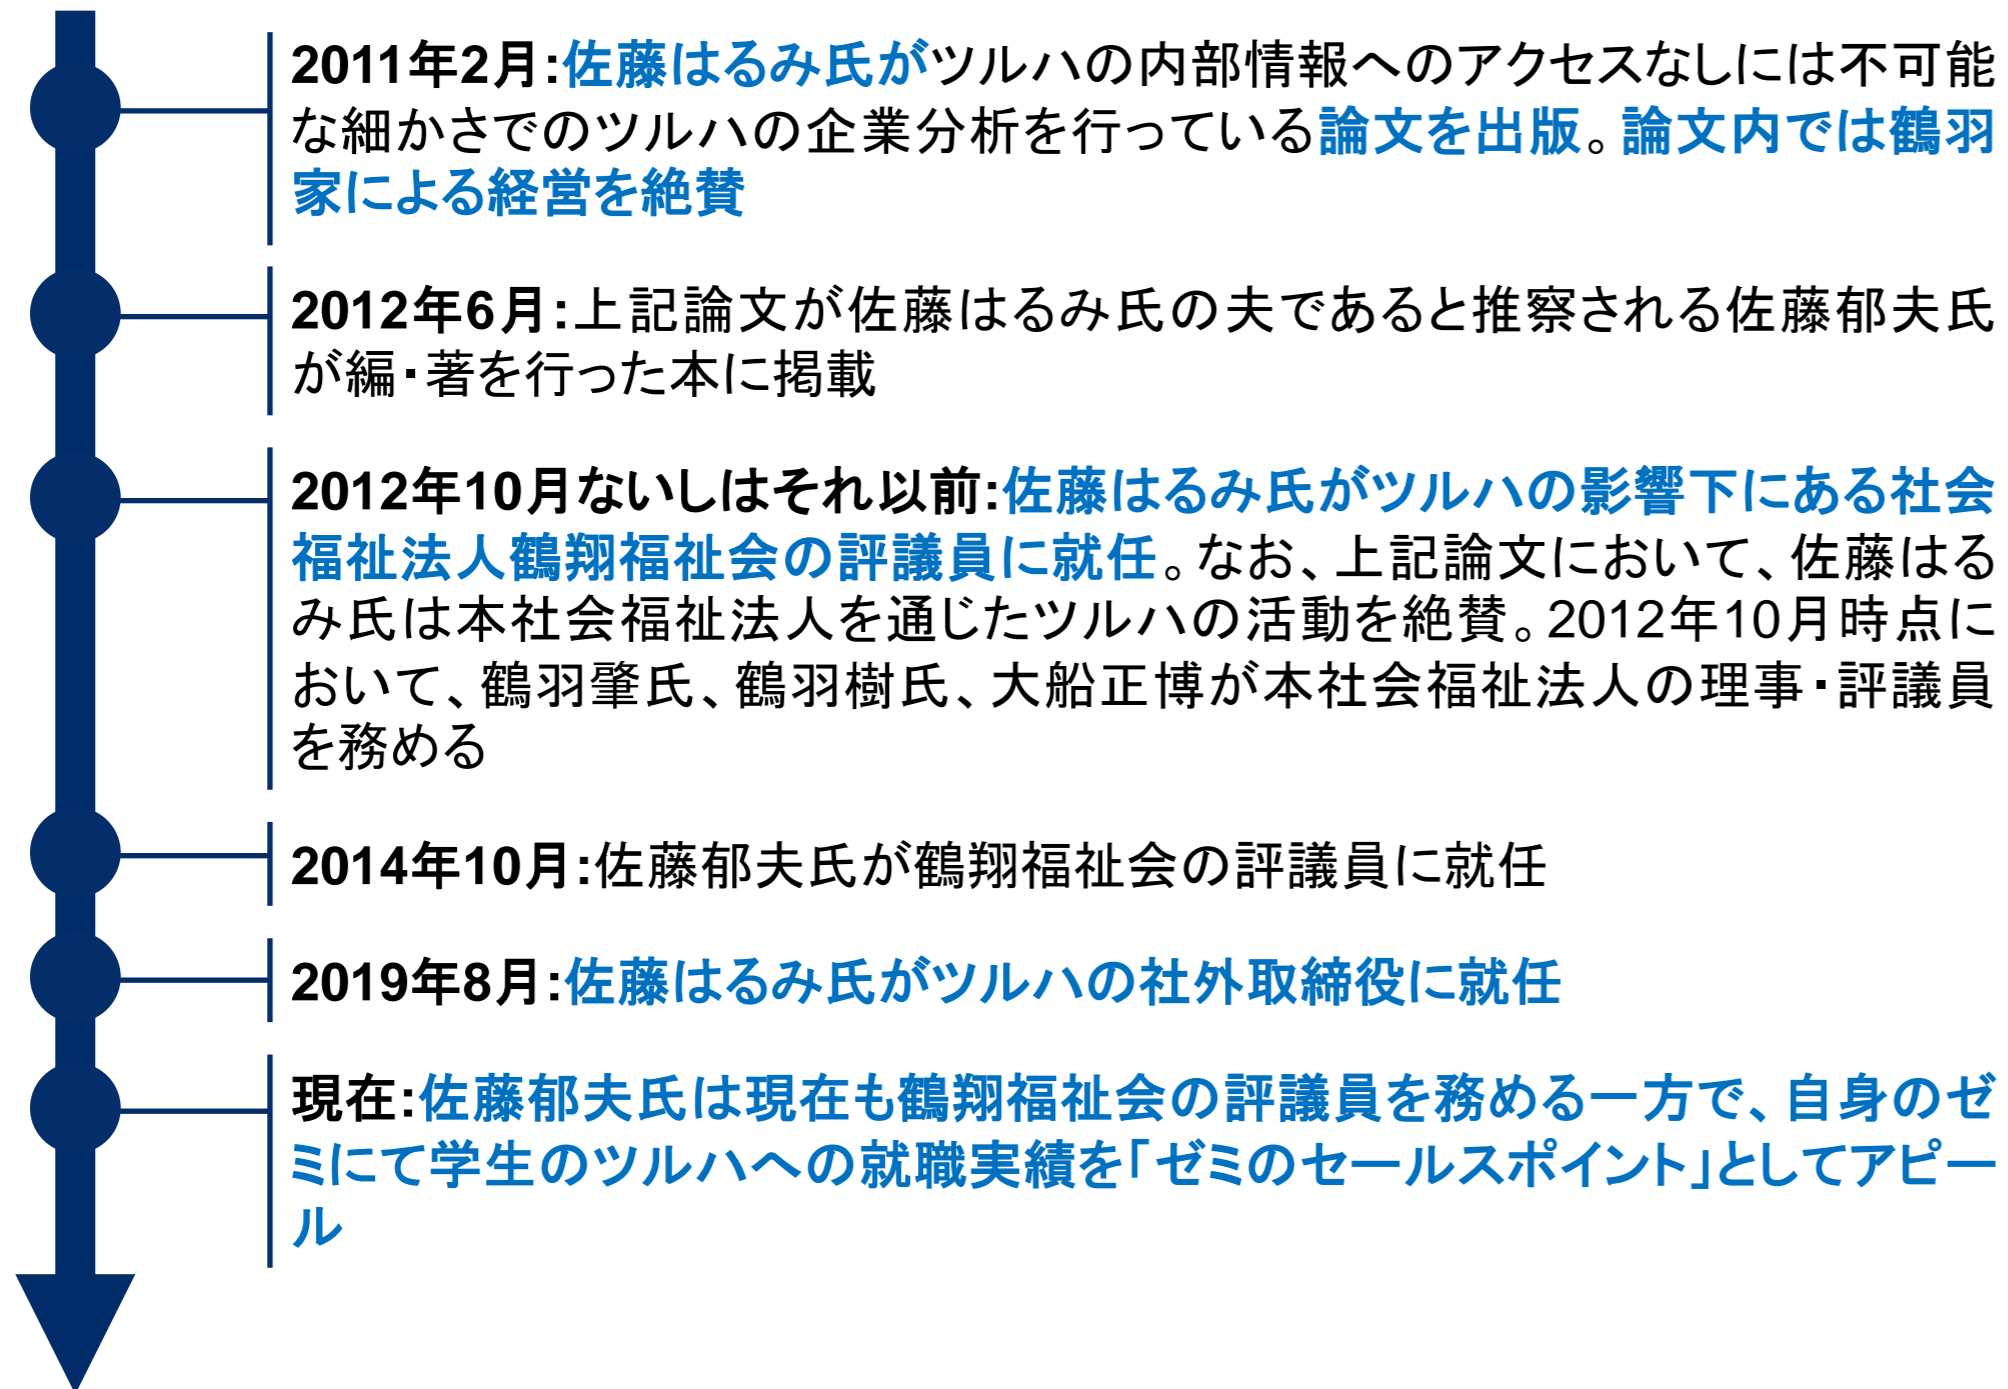 2011年2月:佐藤はるみ氏がツルハの内部情報へのアクセスなしには不可能
な細かさでのツルハの企業分析を行っている論文を出版。論文内では鶴羽
家による経営を絶賛
2012年6月:上記論文が佐藤はるみ氏の夫であると推察される佐藤郁夫氏
が編・著を行った本に掲載
2012年10月ないしはそれ以前:佐藤はるみ氏がツルハの影響下にある社会
福祉法人鶴翔福祉会の評議員に就任。なお、上記論文において、佐藤はる
み氏は本社会福祉法人を通じたツルハの活動を絶賛。2012年10月時点に
おいて、鶴羽肇氏、鶴羽樹氏、大船正博が本社会福祉法人の理事・評議員
を務める
2014年10月:佐藤郁夫氏が鶴翔福祉会の評議員に就任
2019年8月:佐藤はるみ氏がツルハの社外取締役に就任
現在:佐藤郁夫氏は現在も鶴翔福祉会の評議員を務める一方で、自身のゼ
ミにて学生のツルハへの就職実績を「ゼミのセールスポイント」としてアピー
ル